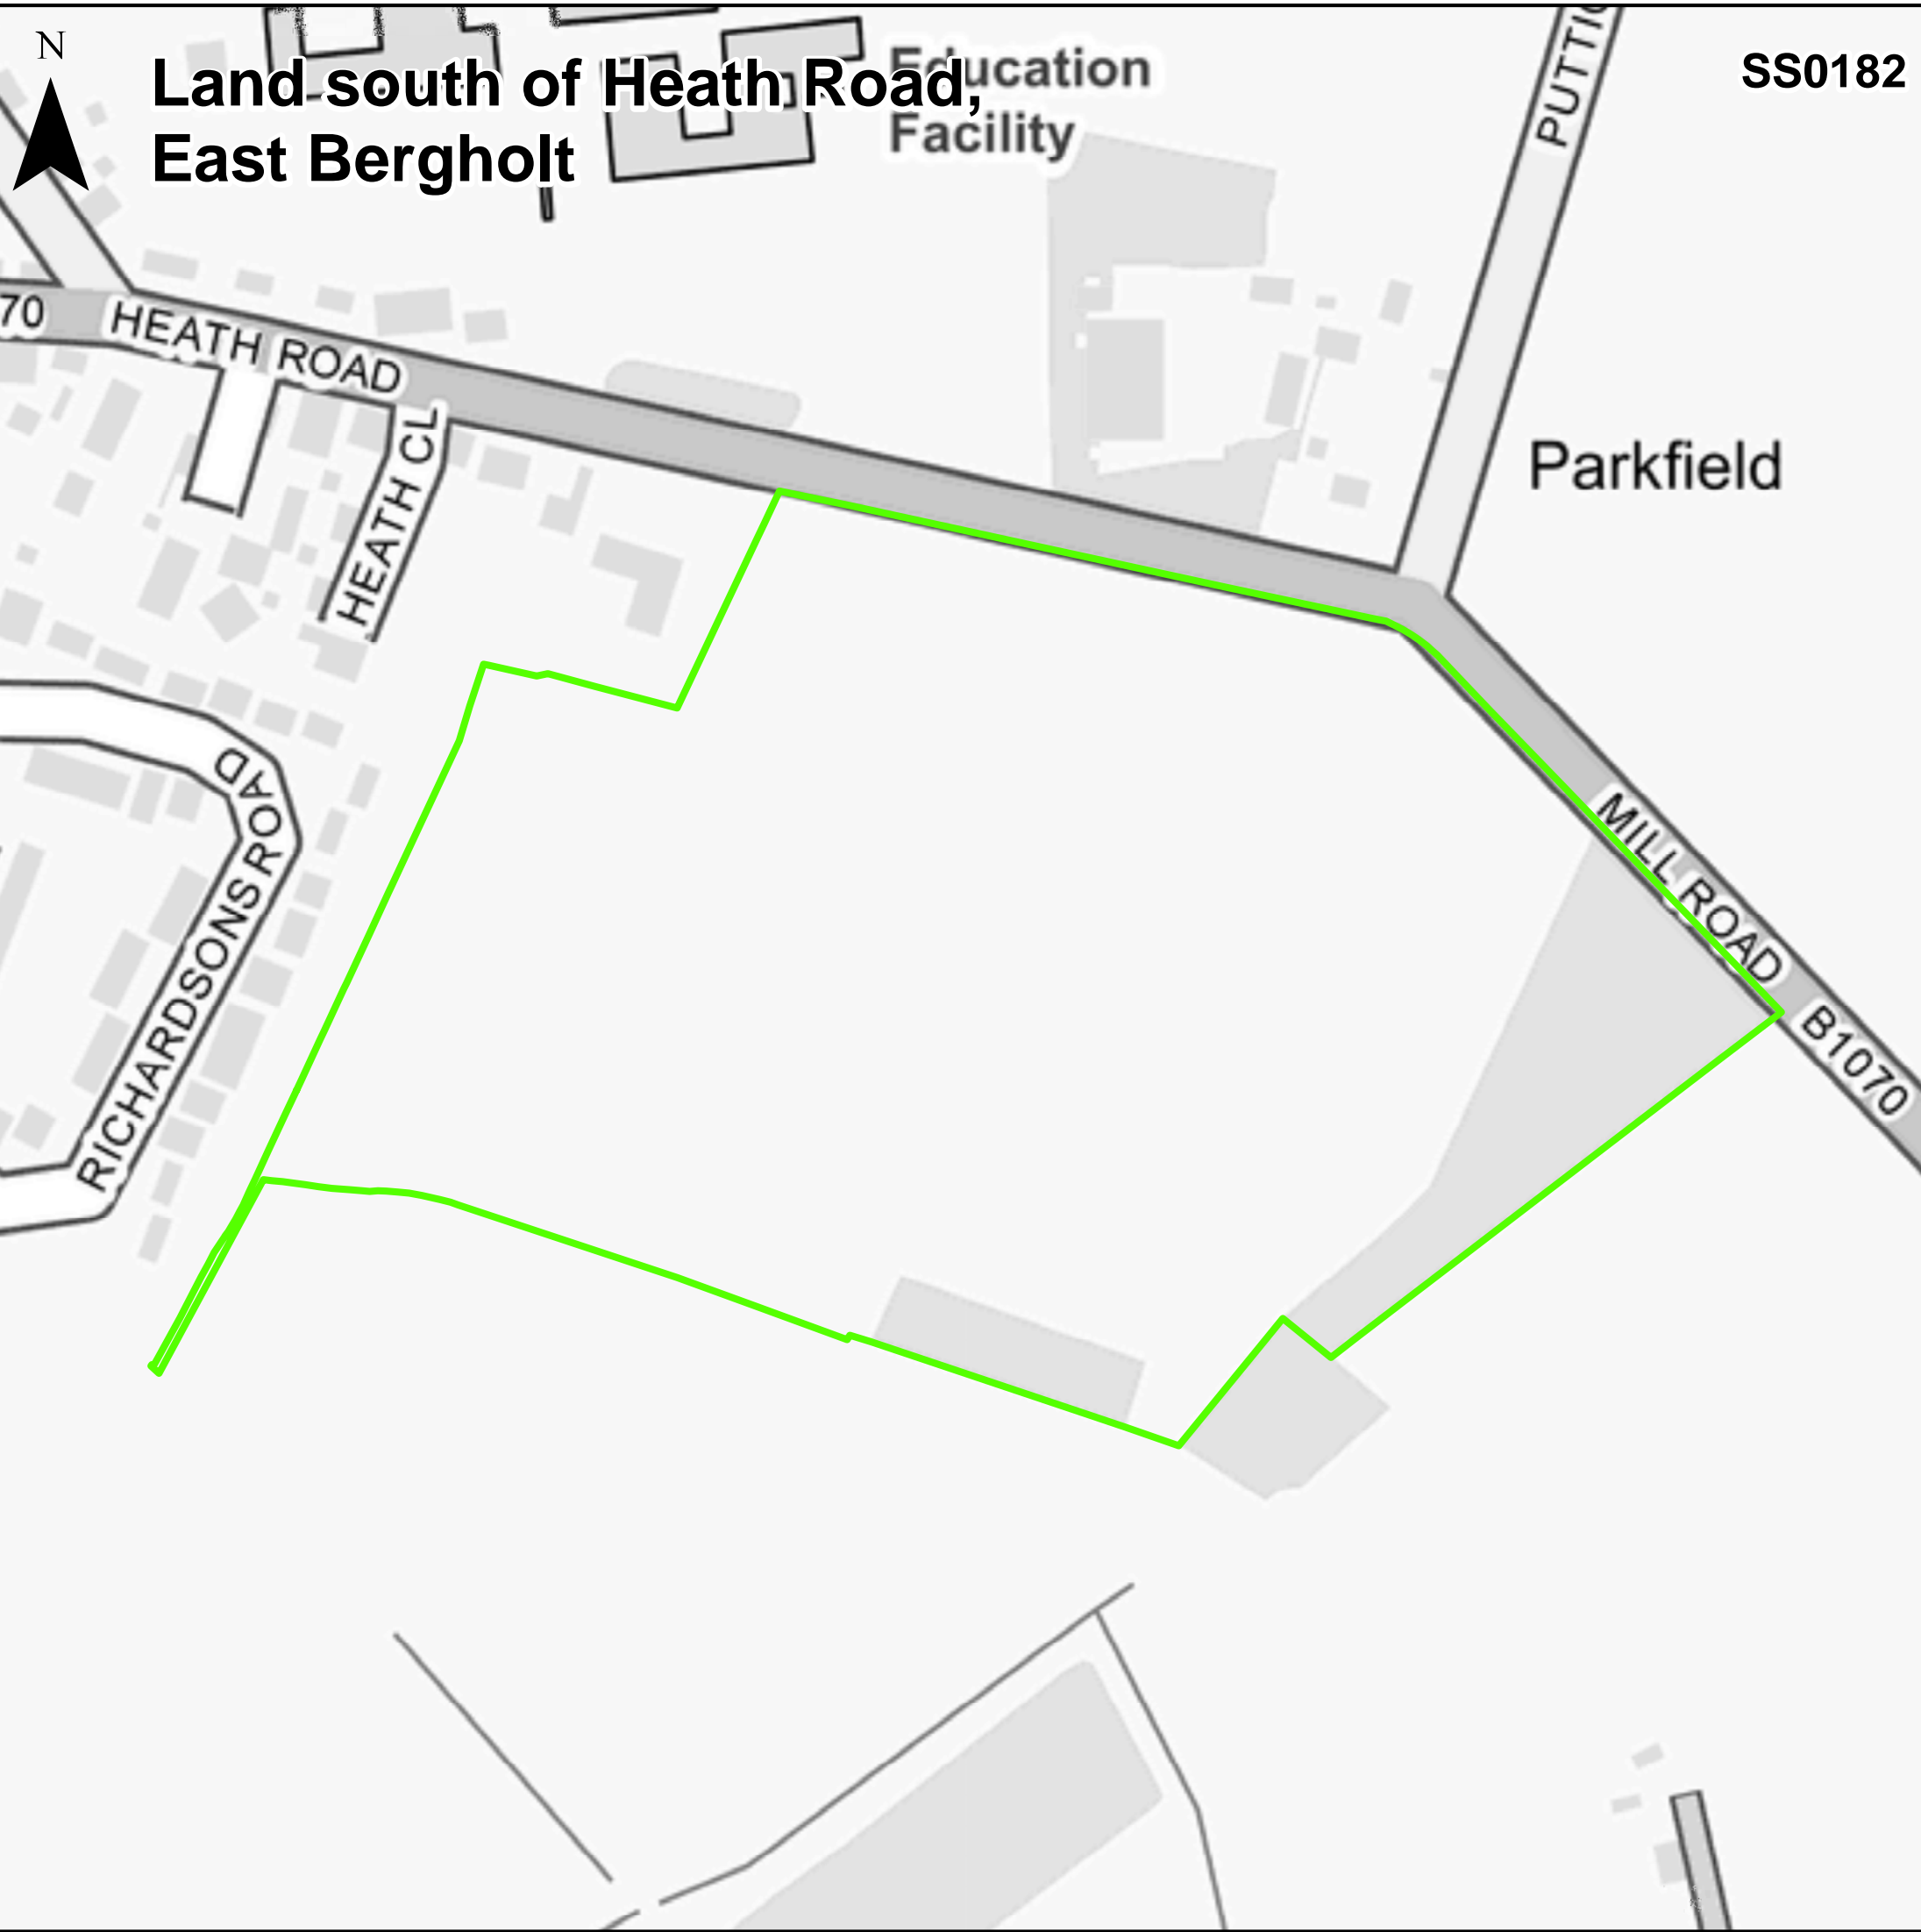 N
Land south of Heath Road,
East Bergholt
SS0182
Education
Facility
70
HEATH ROAD
HEATH CL
Parkfield
RICHARDSONS ROAD
MILL ROAD
B1070